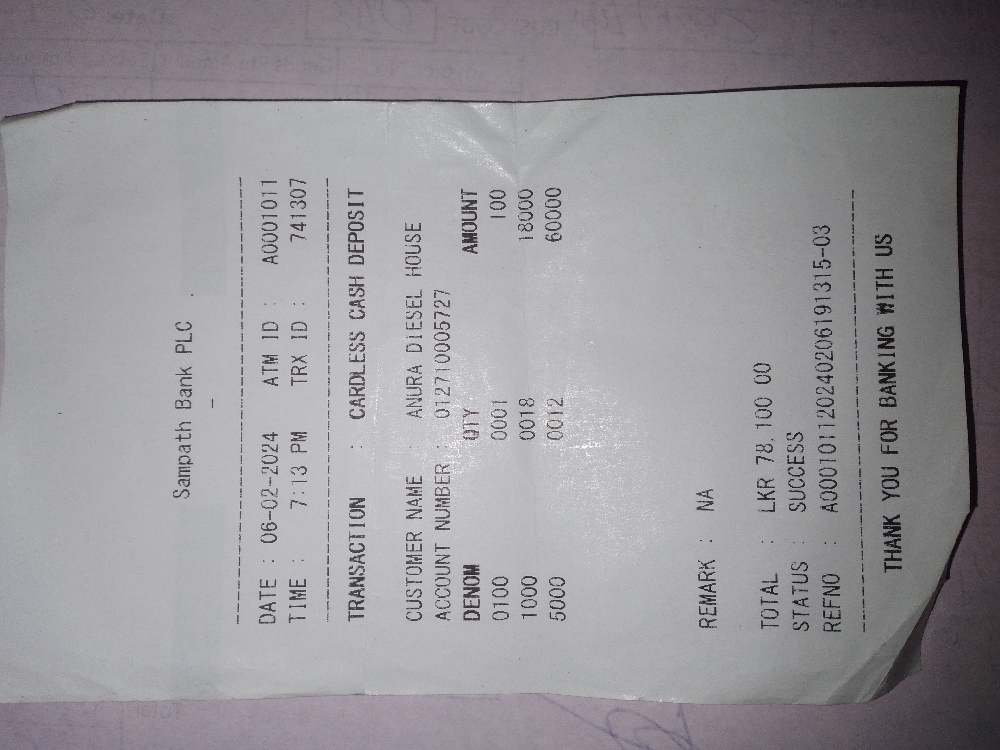 Sampath Bank PLC
-
DATE : 06-02-2024 ATM ID : A0001011
TIME : 7:13 PM TRX ID : 741307
TRANSACTION : CARDLESS CASH DEPOSIT
CUSTOMER NAME : ANURA DIESEL HOUSE
ACCOUNT NUMBER : 012710005727
DENOM QTY AMOUNT
0100 0001 100
1000 0018 18000
5000 0012 60000
REMARK : NA
TOTAL : LKR 78,100 00
STATUS : SUCCESS
REFNO : A000101120240206191315-03
THANK YOU FOR BANKING WITH US